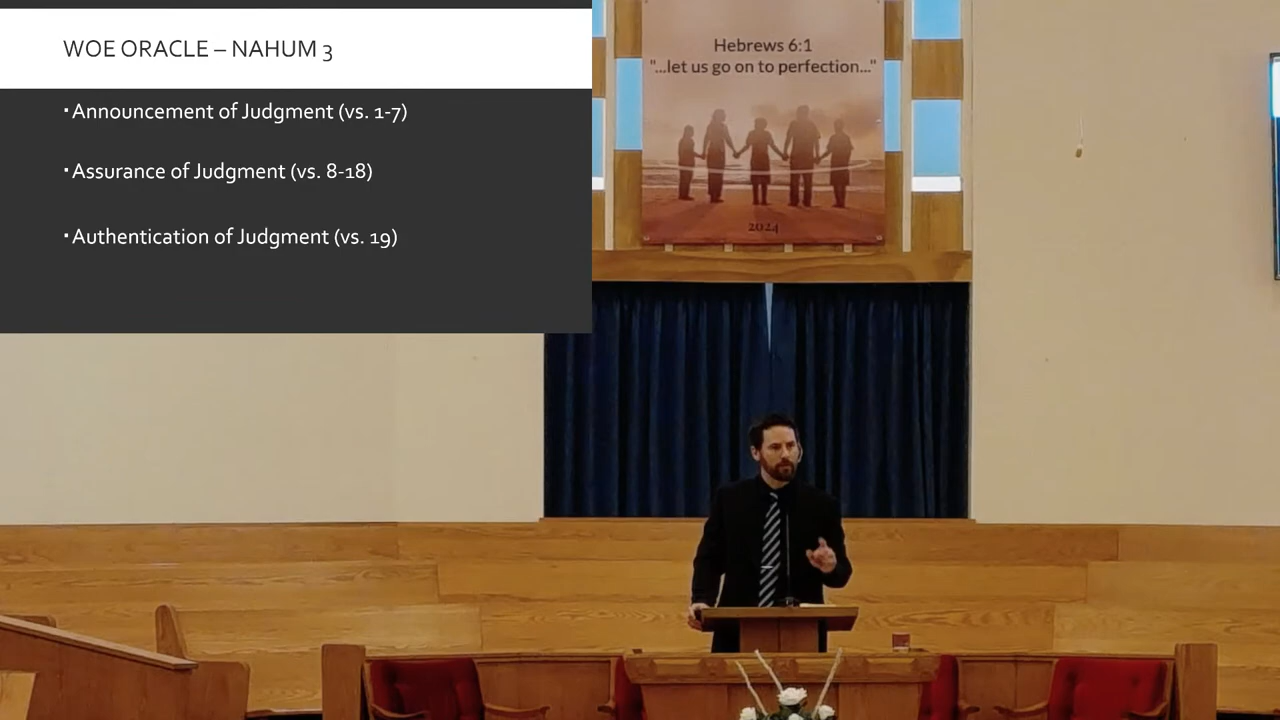 WOE ORACLE – NAHUM 3
▪ Announcement of Judgment (vs. 1-7)
▪ Assurance of Judgment (vs. 8-18)
▪ Authentication of Judgment (vs. 19)
Hebrews 6:1
"...let us go on to perfection..."
2024